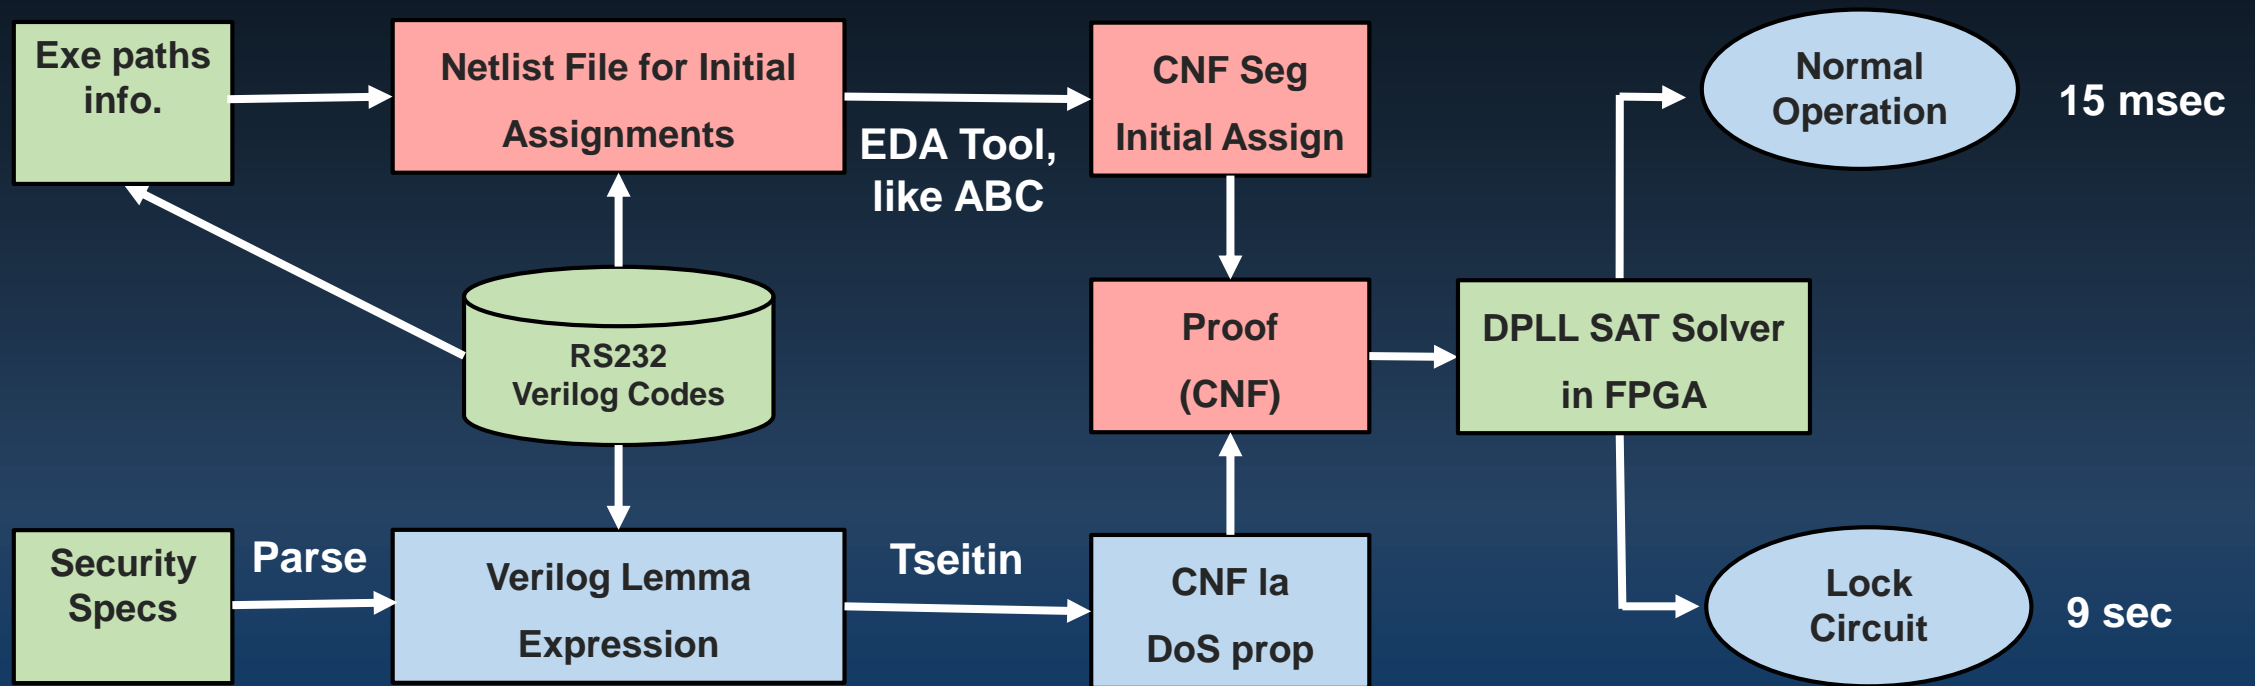 Exe paths
info.
Netlist File for Initial
Assignments
EDA Tool,
like ABC
CNF Seg
Initial Assign
Normal
Operation
15 msec
RS232
Verilog Codes
Proof
(CNF)
DPLL SAT Solver
in FPGA
Security
Specs
Parse
Verilog Lemma
Expression
Tseitin
CNF la
DoS prop
Lock
Circuit
9 sec